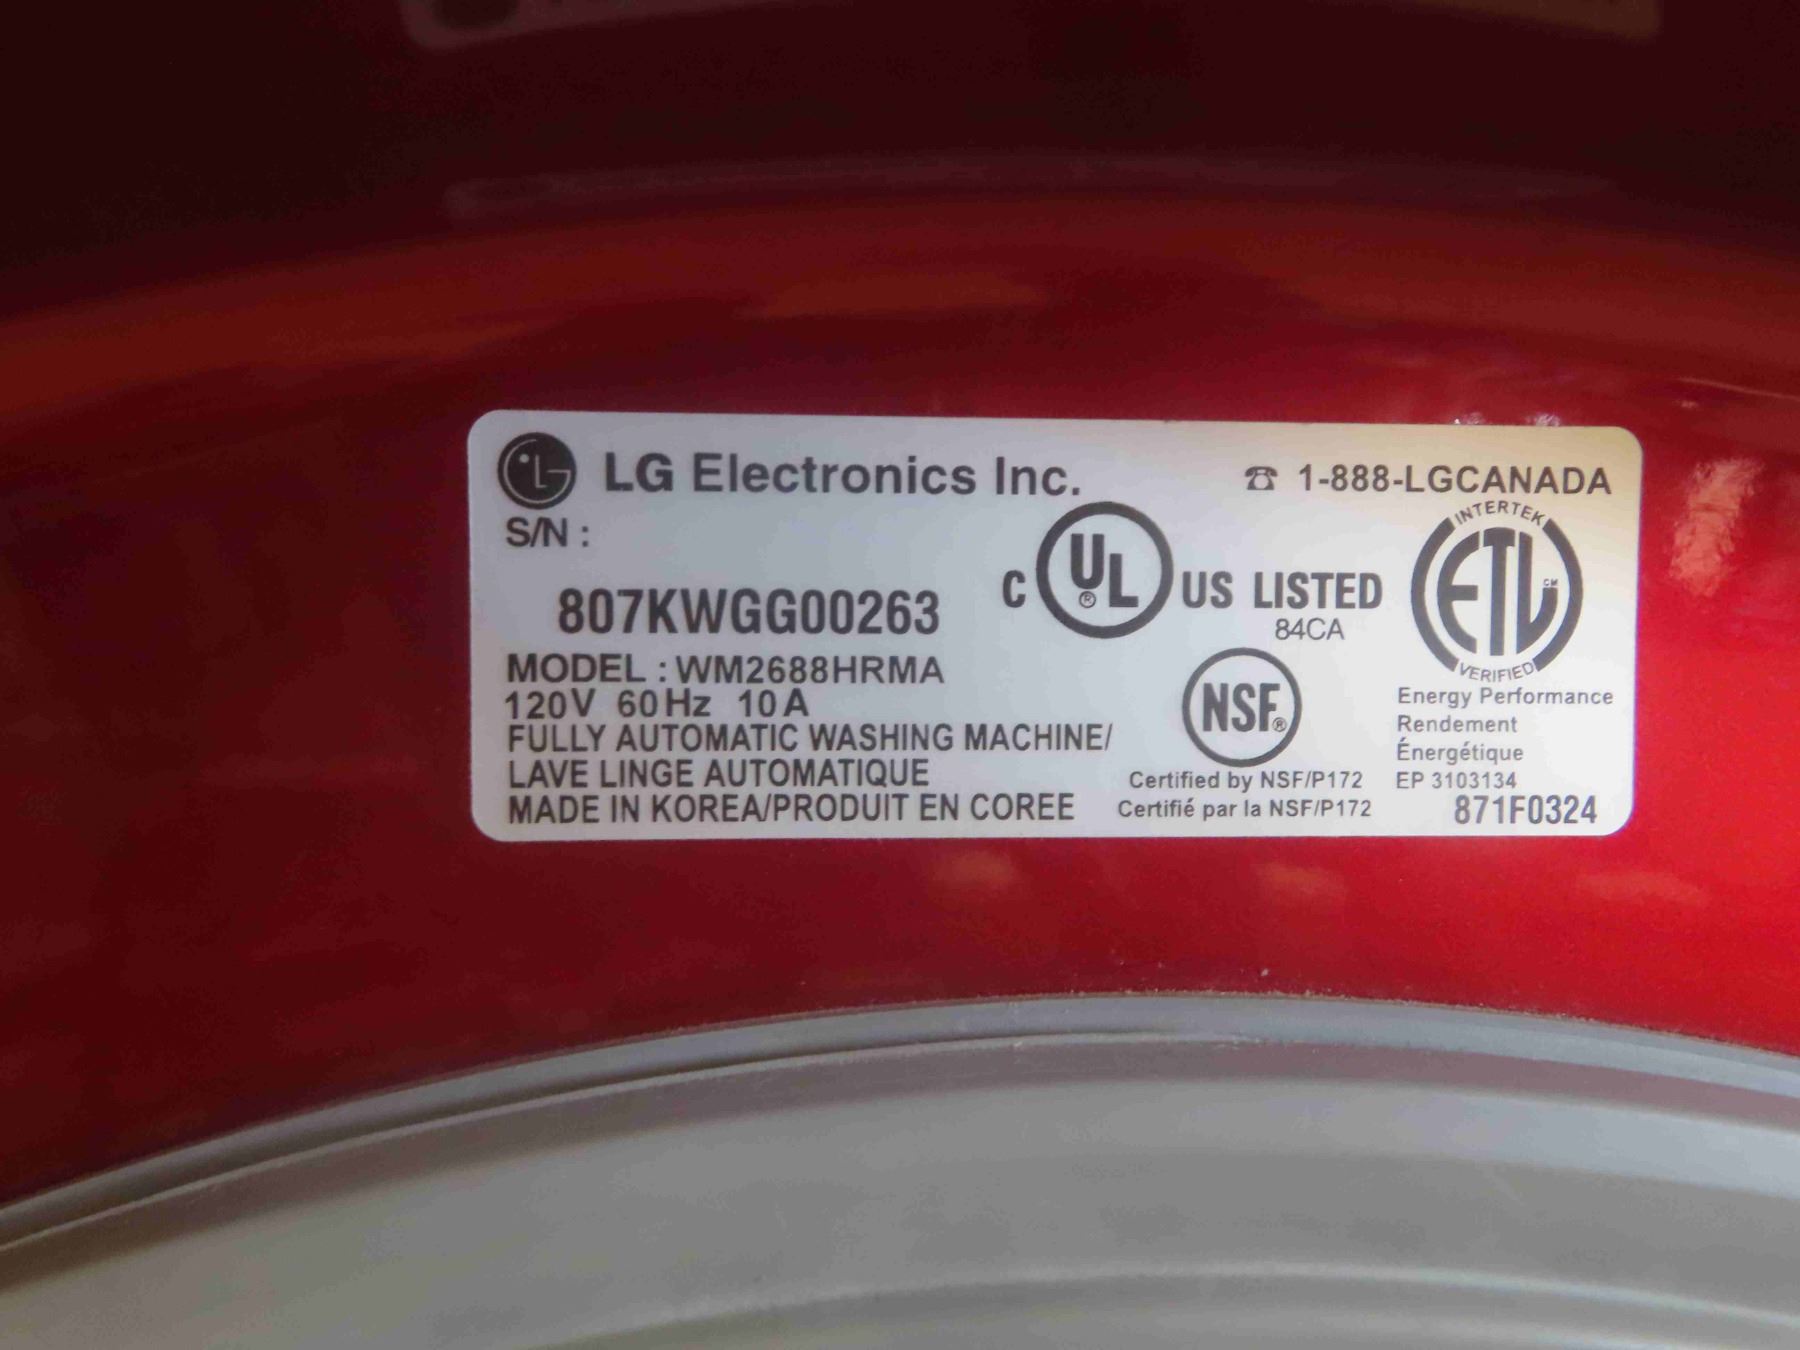 LG LG Electronics Inc.
☎ 1-888-LGCANADA
S/N :
807KWGG00263
C UL® US LISTED
84CA
INTERTEK
ETL CM
VERIFIED
MODEL : WM2688HRMA
120V 60Hz 10A
FULLY AUTOMATIC WASHING MACHINE/
LAVE LINGE AUTOMATIQUE
MADE IN KOREA/PRODUIT EN COREE
NSF®
Certified by NSF/P172
Certifié par la NSF/P172
Energy Performance
Rendement
Énergétique
EP 3103134
871F0324